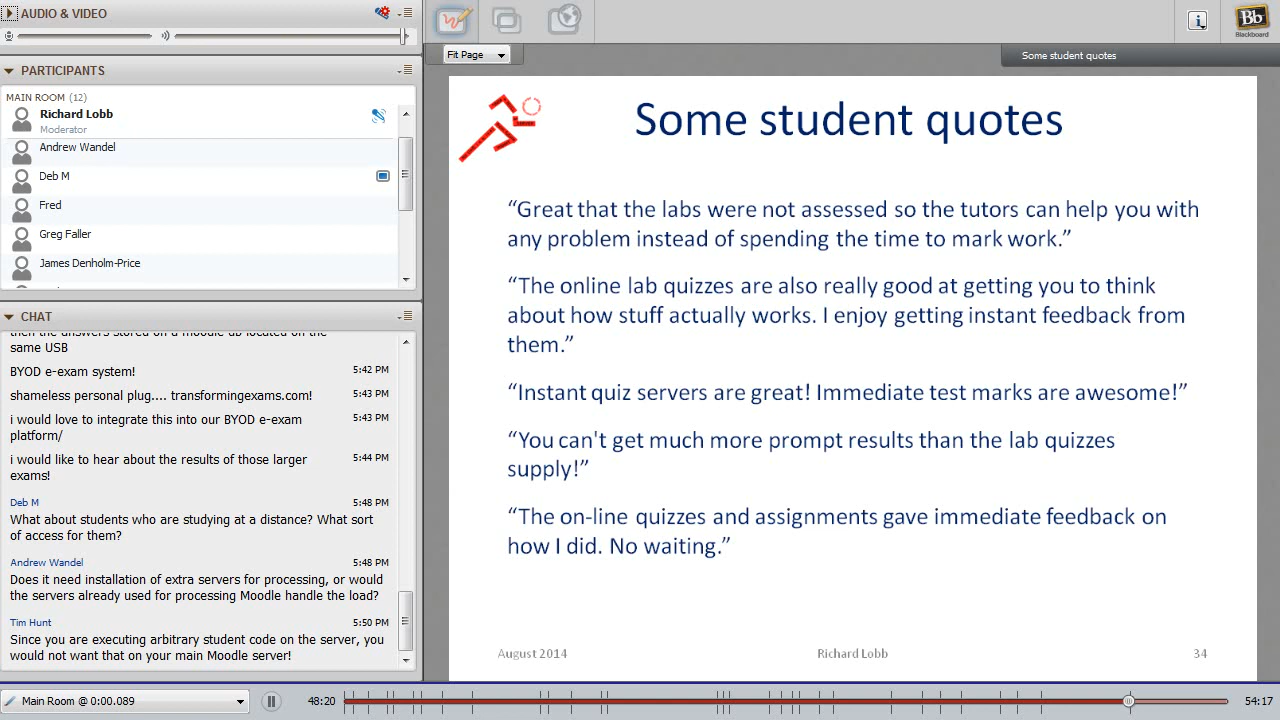 AUDIO & VIDEO
PARTICIPANTS
MAIN ROOM (12)
Richard Lobb
Moderator
Andrew Wandel
Deb M
Fred
Greg Faller
James Denholm-Price
CHAT
then the answers stored on a moodle db located on the
same USB
BYOD e-exam system! 5:42 PM
shameless personal plug.... transformingexams.com! 5:43 PM
i would love to integrate this into our BYOD e-exam 5:43 PM
platform/
i would like to hear about the results of those larger 5:44 PM
exams!
Deb M 5:48 PM
What about students who are studying at a distance? What sort
of access for them?
Andrew Wandel 5:48 PM
Does it need installation of extra servers for processing, or would
the servers already used for processing Moodle handle the load?
Tim Hunt 5:50 PM
Since you are executing arbitrary student code on the server, you
would not want that on your main Moodle server!
Main Room @ 0:00.089
48:20
54:17
Fit Page
Bb
Blackboard
Some student quotes
Some student quotes
“Great that the labs were not assessed so the tutors can help you with
any problem instead of spending the time to mark work.”
“The online lab quizzes are also really good at getting you to think
about how stuff actually works. I enjoy getting instant feedback from
them.”
“Instant quiz servers are great! Immediate test marks are awesome!”
“You can't get much more prompt results than the lab quizzes
supply!”
“The on-line quizzes and assignments gave immediate feedback on
how I did. No waiting.”
August 2014
Richard Lobb
34